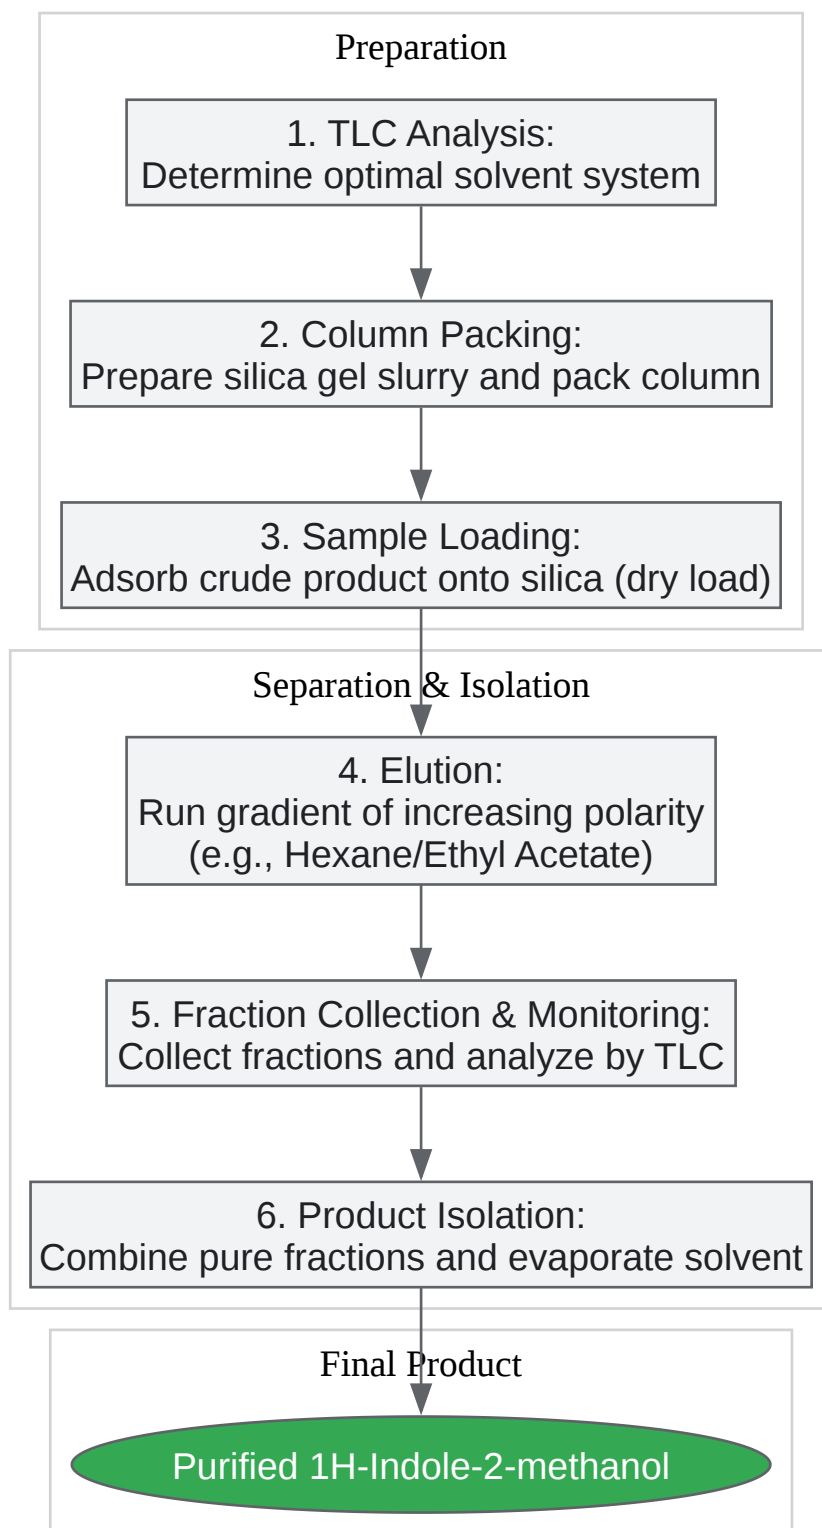 Preparation
1. TLC Analysis:
Determine optimal solvent system
2. Column Packing:
Prepare silica gel slurry and pack column
3. Sample Loading:
Adsorb crude product onto silica (dry load)
Separation & Isolation
4. Elution:
Run gradient of increasing polarity
(e.g., Hexane/Ethyl Acetate)
5. Fraction Collection & Monitoring:
Collect fractions and analyze by TLC
6. Product Isolation:
Combine pure fractions and evaporate solvent
Final Product
Purified 1H-Indole-2-methanol